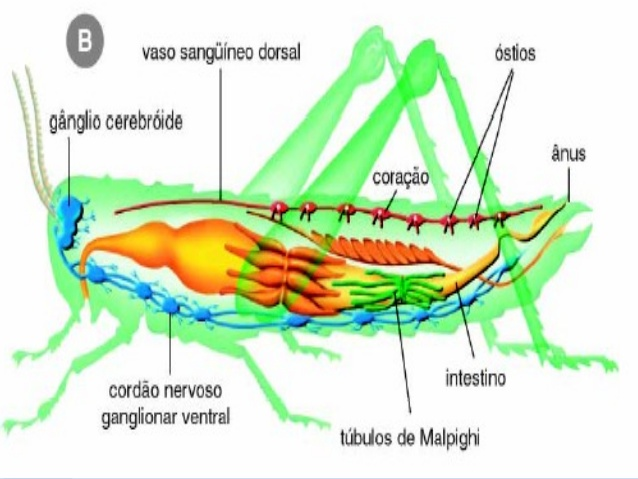 B
vaso sangüíneo dorsal
óstios
gânglio cerebróide
ânus
coração
intestino
cordão nervoso
ganglionar ventral
túbulos de Malpighi